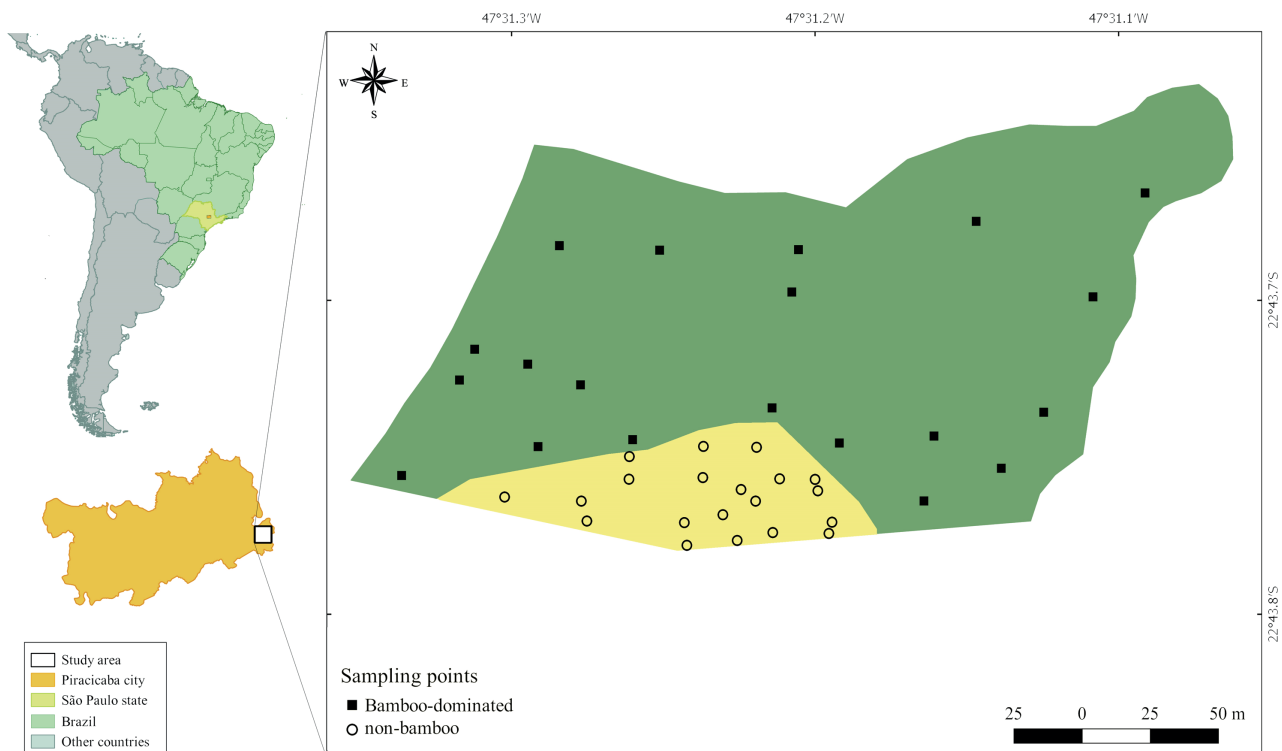 47°31.3′W 47°31.2′W 47°31.1′W
N
W E
S
22°43.7′S
22°43.8′S
Study area
Piracicaba city
São Paulo state
Brazil
Other countries
Sampling points
Bamboo-dominated
non-bamboo
25 0 25 50 m